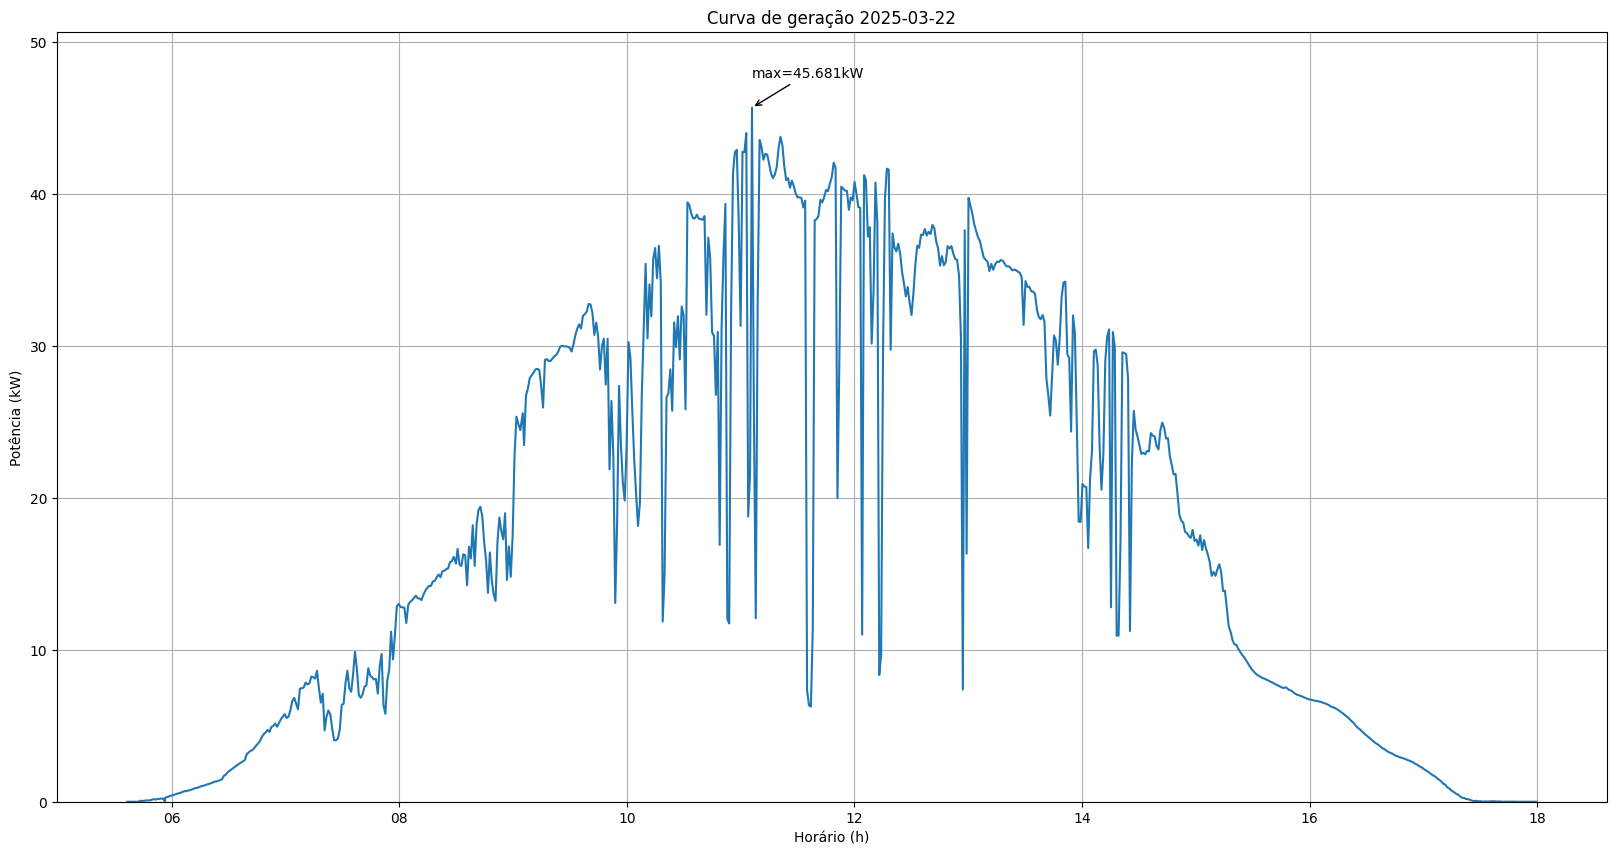 Curva de geração 2025-03-22
max=45.681kW
Potência (kW)
50
40
30
20
10
0
06 08 10 12 14 16 18
Horário (h)